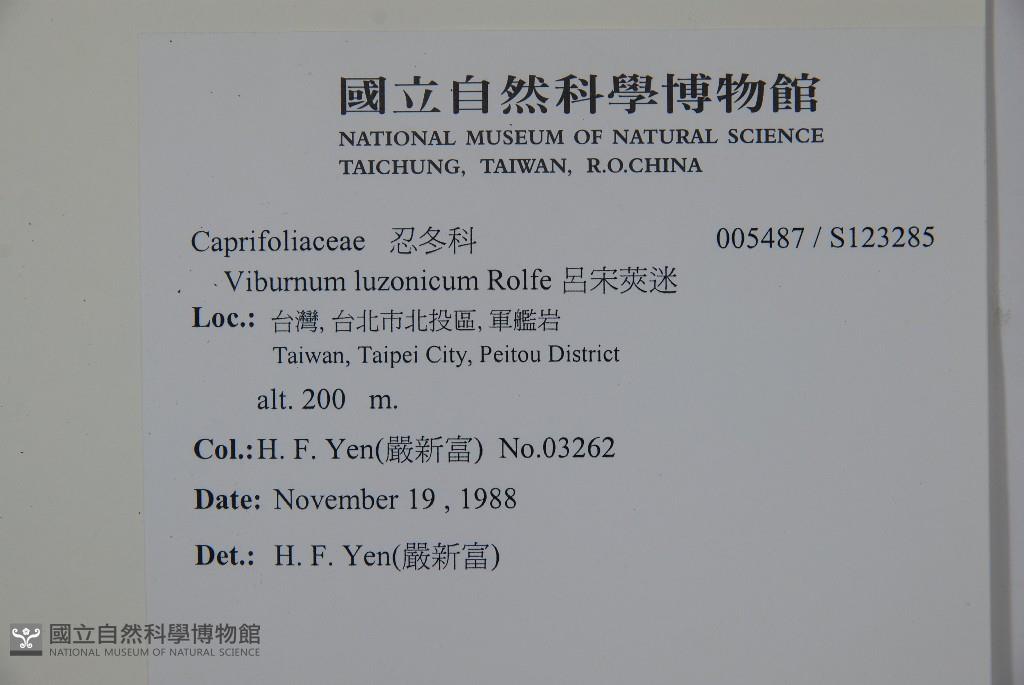 國立自然科學博物館
NATIONAL MUSEUM OF NATURAL SCIENCE
TAICHUNG, TAIWAN, R.O.CHINA
Caprifoliaceae 忍冬科 005487 / S123285
Viburnum luzonicum Rolfe 呂宋莢迷
Loc.: 台灣, 台北市北投區, 軍艦岩
Taiwan, Taipei City, Peitou District
alt. 200 m.
Col.:H. F. Yen(嚴新富) No.03262
Date: November 19 , 1988
Det.: H. F. Yen(嚴新富)
國立自然科學博物館
NATIONAL MUSEUM OF NATURAL SCIENCE